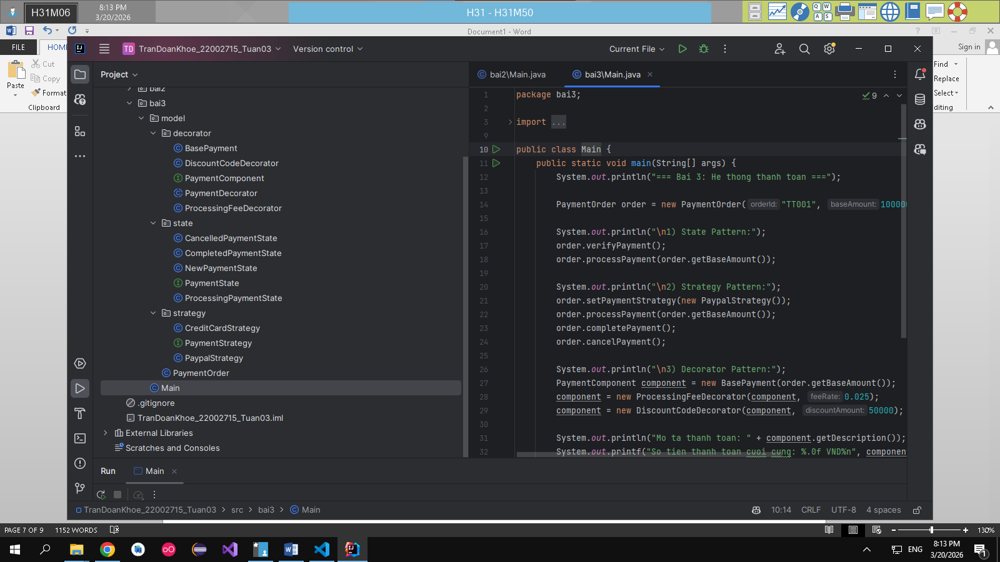 H31M06
8:13 PM
3/20/2026
H31 - H31M50
Q W
A S
Document1 - Word
FILE
HOME
Sign in
Cut
Copy
Format
Paste
Clipboard
Find
Replace
Select
diting
TD TranDoanKhoe_22002715_Tuan03
Version control
Current File
Project
bai2
bai3
model
decorator
BasePayment
DiscountCodeDecorator
PaymentComponent
PaymentDecorator
ProcessingFeeDecorator
state
CancelledPaymentState
CompletedPaymentState
NewPaymentState
PaymentState
ProcessingPaymentState
strategy
CreditCardStrategy
PaymentStrategy
PaypalStrategy
PaymentOrder
Main
.gitignore
TranDoanKhoe_22002715_Tuan03.iml
External Libraries
Scratches and Consoles
bai2\Main.java
bai3\Main.java
9
1 package bai3;
2
3 import ...
9
10 public class Main {
11 public static void main(String[] args) {
12 System.out.println("=== Bai 3: He thong thanh toan ===");
13
14 PaymentOrder order = new PaymentOrder( orderId: "TT001", baseAmount: 100000
15
16 System.out.println("\n1) State Pattern:");
17 order.verifyPayment();
18 order.processPayment(order.getBaseAmount());
19
20 System.out.println("\n2) Strategy Pattern:");
21 order.setPaymentStrategy(new PaypalStrategy());
22 order.processPayment(order.getBaseAmount());
23 order.completePayment();
24 order.cancelPayment();
25
26 System.out.println("\n3) Decorator Pattern:");
27 PaymentComponent component = new BasePayment(order.getBaseAmount());
28 component = new ProcessingFeeDecorator(component, feeRate: 0.025);
29 component = new DiscountCodeDecorator(component, discountAmount: 50000);
30
31 System.out.println("Mo ta thanh toan: " + component.getDescription());
32 System.out.printf("So tien thanh toan cuoi cung: %.0f VND%n", component
Run
Main
TranDoanKhoe_22002715_Tuan03 > src > bai3 > Main
10:14
CRLF
UTF-8
4 spaces
PAGE 7 OF 9
1152 WORDS
130%
ENG
8:13 PM
3/20/2026
1